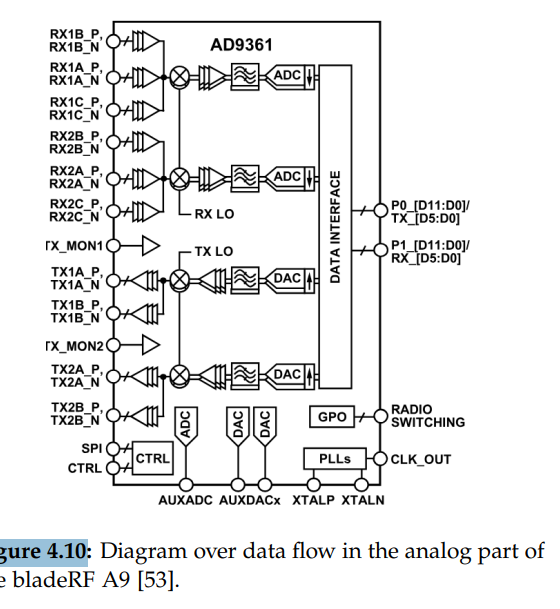 AD9361
RX1B_P,
RX1B_N
RX1A_P,
RX1A_N
RX1C_P,
RX1C_N
RX2B_P,
RX2B_N
RX2A_P,
RX2A_N
RX2C_P,
RX2C_N
TX_MON1
TX1A_P,
TX1A_N
TX1B_P,
TX1B_N
TX_MON2
TX2A_P,
TX2A_N
TX2B_P,
TX2B_N
SPI
CTRL
CTRL
ADC
ADC
RX LO
TX LO
DAC
DAC
DATA INTERFACE
P0_[D11:D0]/
TX_[D5:D0]
P1_[D11:D0]/
RX_[D5:D0]
ADC
DAC
DAC
GPO
RADIO
SWITCHING
PLLs
CLK_OUT
AUXADC AUXDACx XTALP XTALN
gure 4.10: Diagram over data flow in the analog part of
e bladeRF A9 [53].